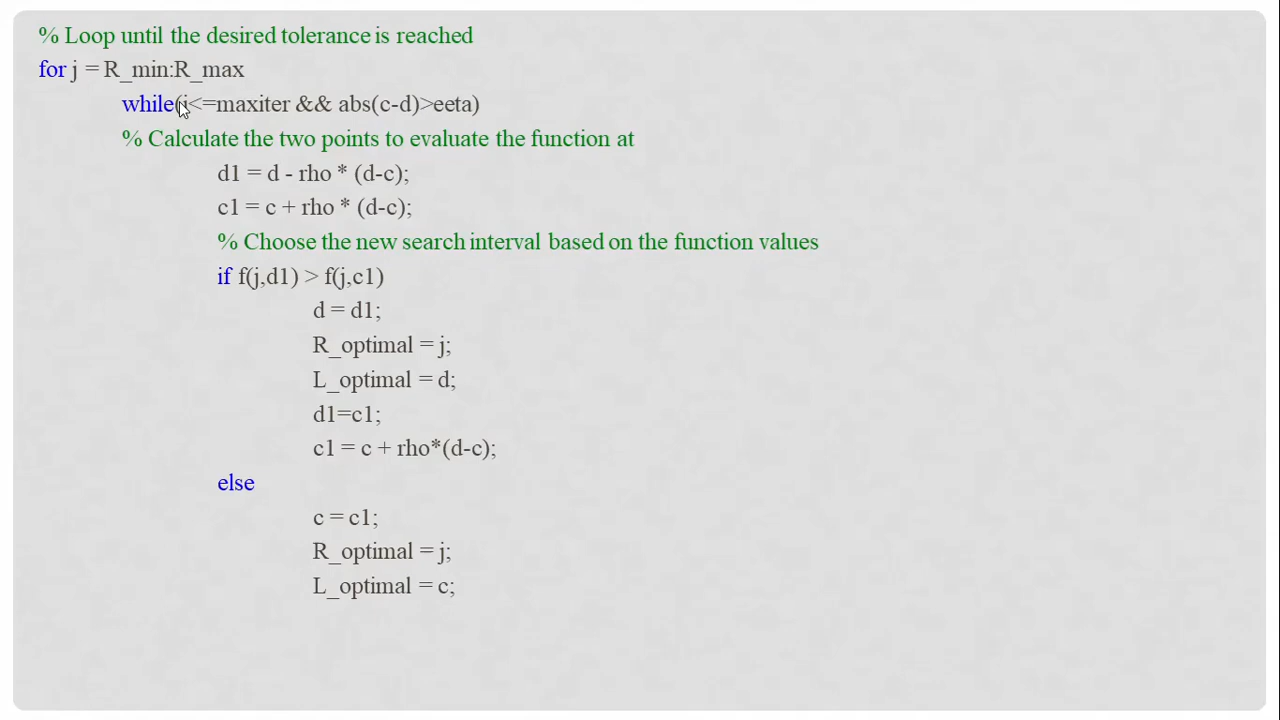 % Loop until the desired tolerance is reached
for j = R_min:R_max
while(i<=maxiter && abs(c-d)>eeta)
% Calculate the two points to evaluate the function at
d1 = d - rho * (d-c);
c1 = c + rho * (d-c);
% Choose the new search interval based on the function values
if f(j,d1) > f(j,c1)
d = d1;
R_optimal = j;
L_optimal = d;
d1=c1;
c1 = c + rho*(d-c);
else
c = c1;
R_optimal = j;
L_optimal = c;